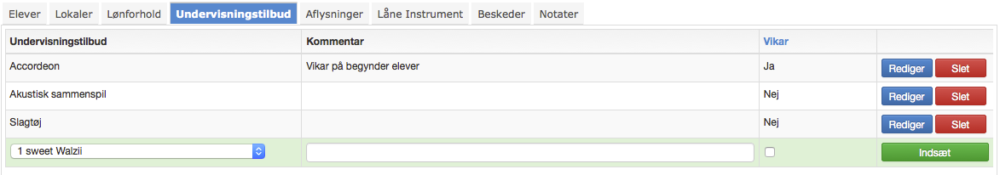 Elever Lokaler Lønforhold Undervisningstilbud Aflysninger Låne Instrument Beskeder Notater
Undervisningstilbud Kommentar Vikar
Accordeon Vikar på begynder elever Ja Rediger Slet
Akustisk sammenspil Nej Rediger Slet
Slagtøj Nej Rediger Slet
1 sweet Walzii Indsæt